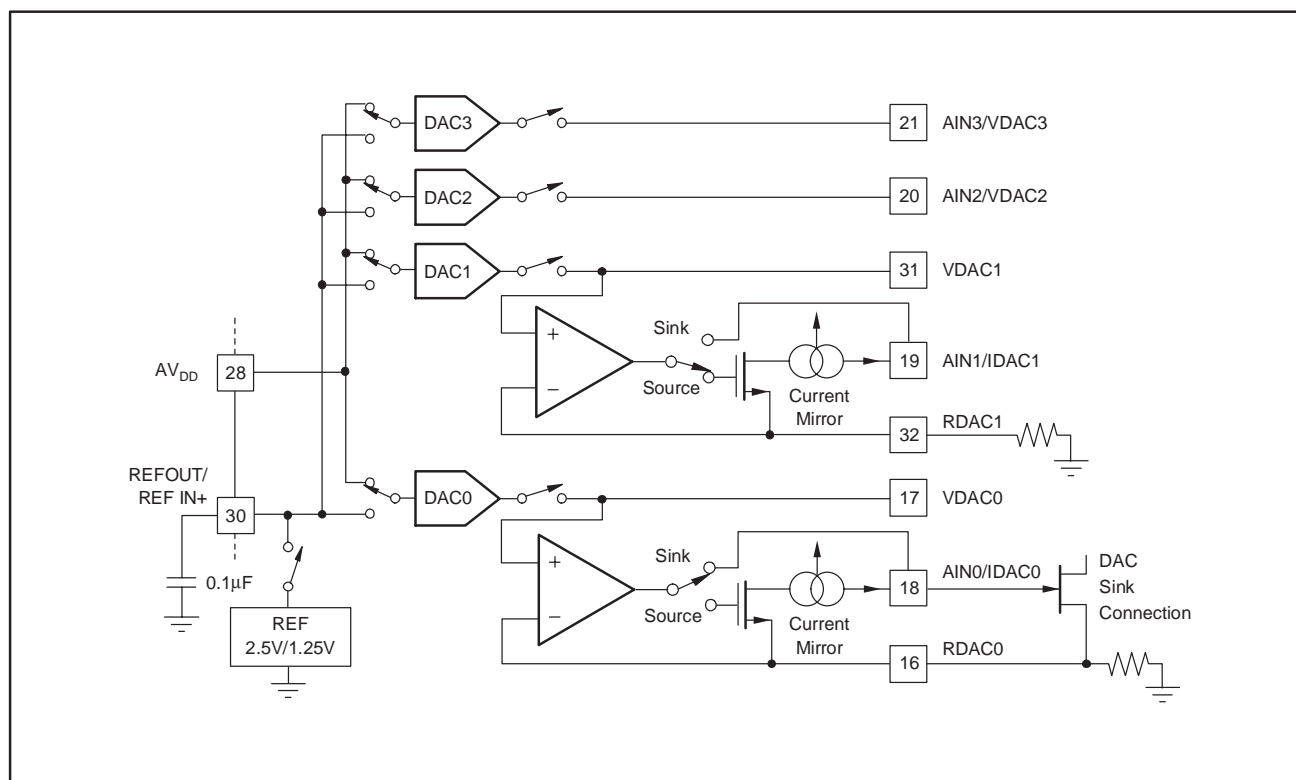 DAC3
21
AIN3/VDAC3
DAC2
20
AIN2/VDAC2
DAC1
31
VDAC1
+
−
Sink
Source
Current
Mirror
19
AIN1/IDAC1
32
RDAC1
AVDD
28
REFOUT/
REF IN+
30
0.1µF
REF
2.5V/1.25V
DAC0
17
VDAC0
+
−
Sink
Source
Current
Mirror
18
AIN0/IDAC0
DAC
Sink
Connection
16
RDAC0